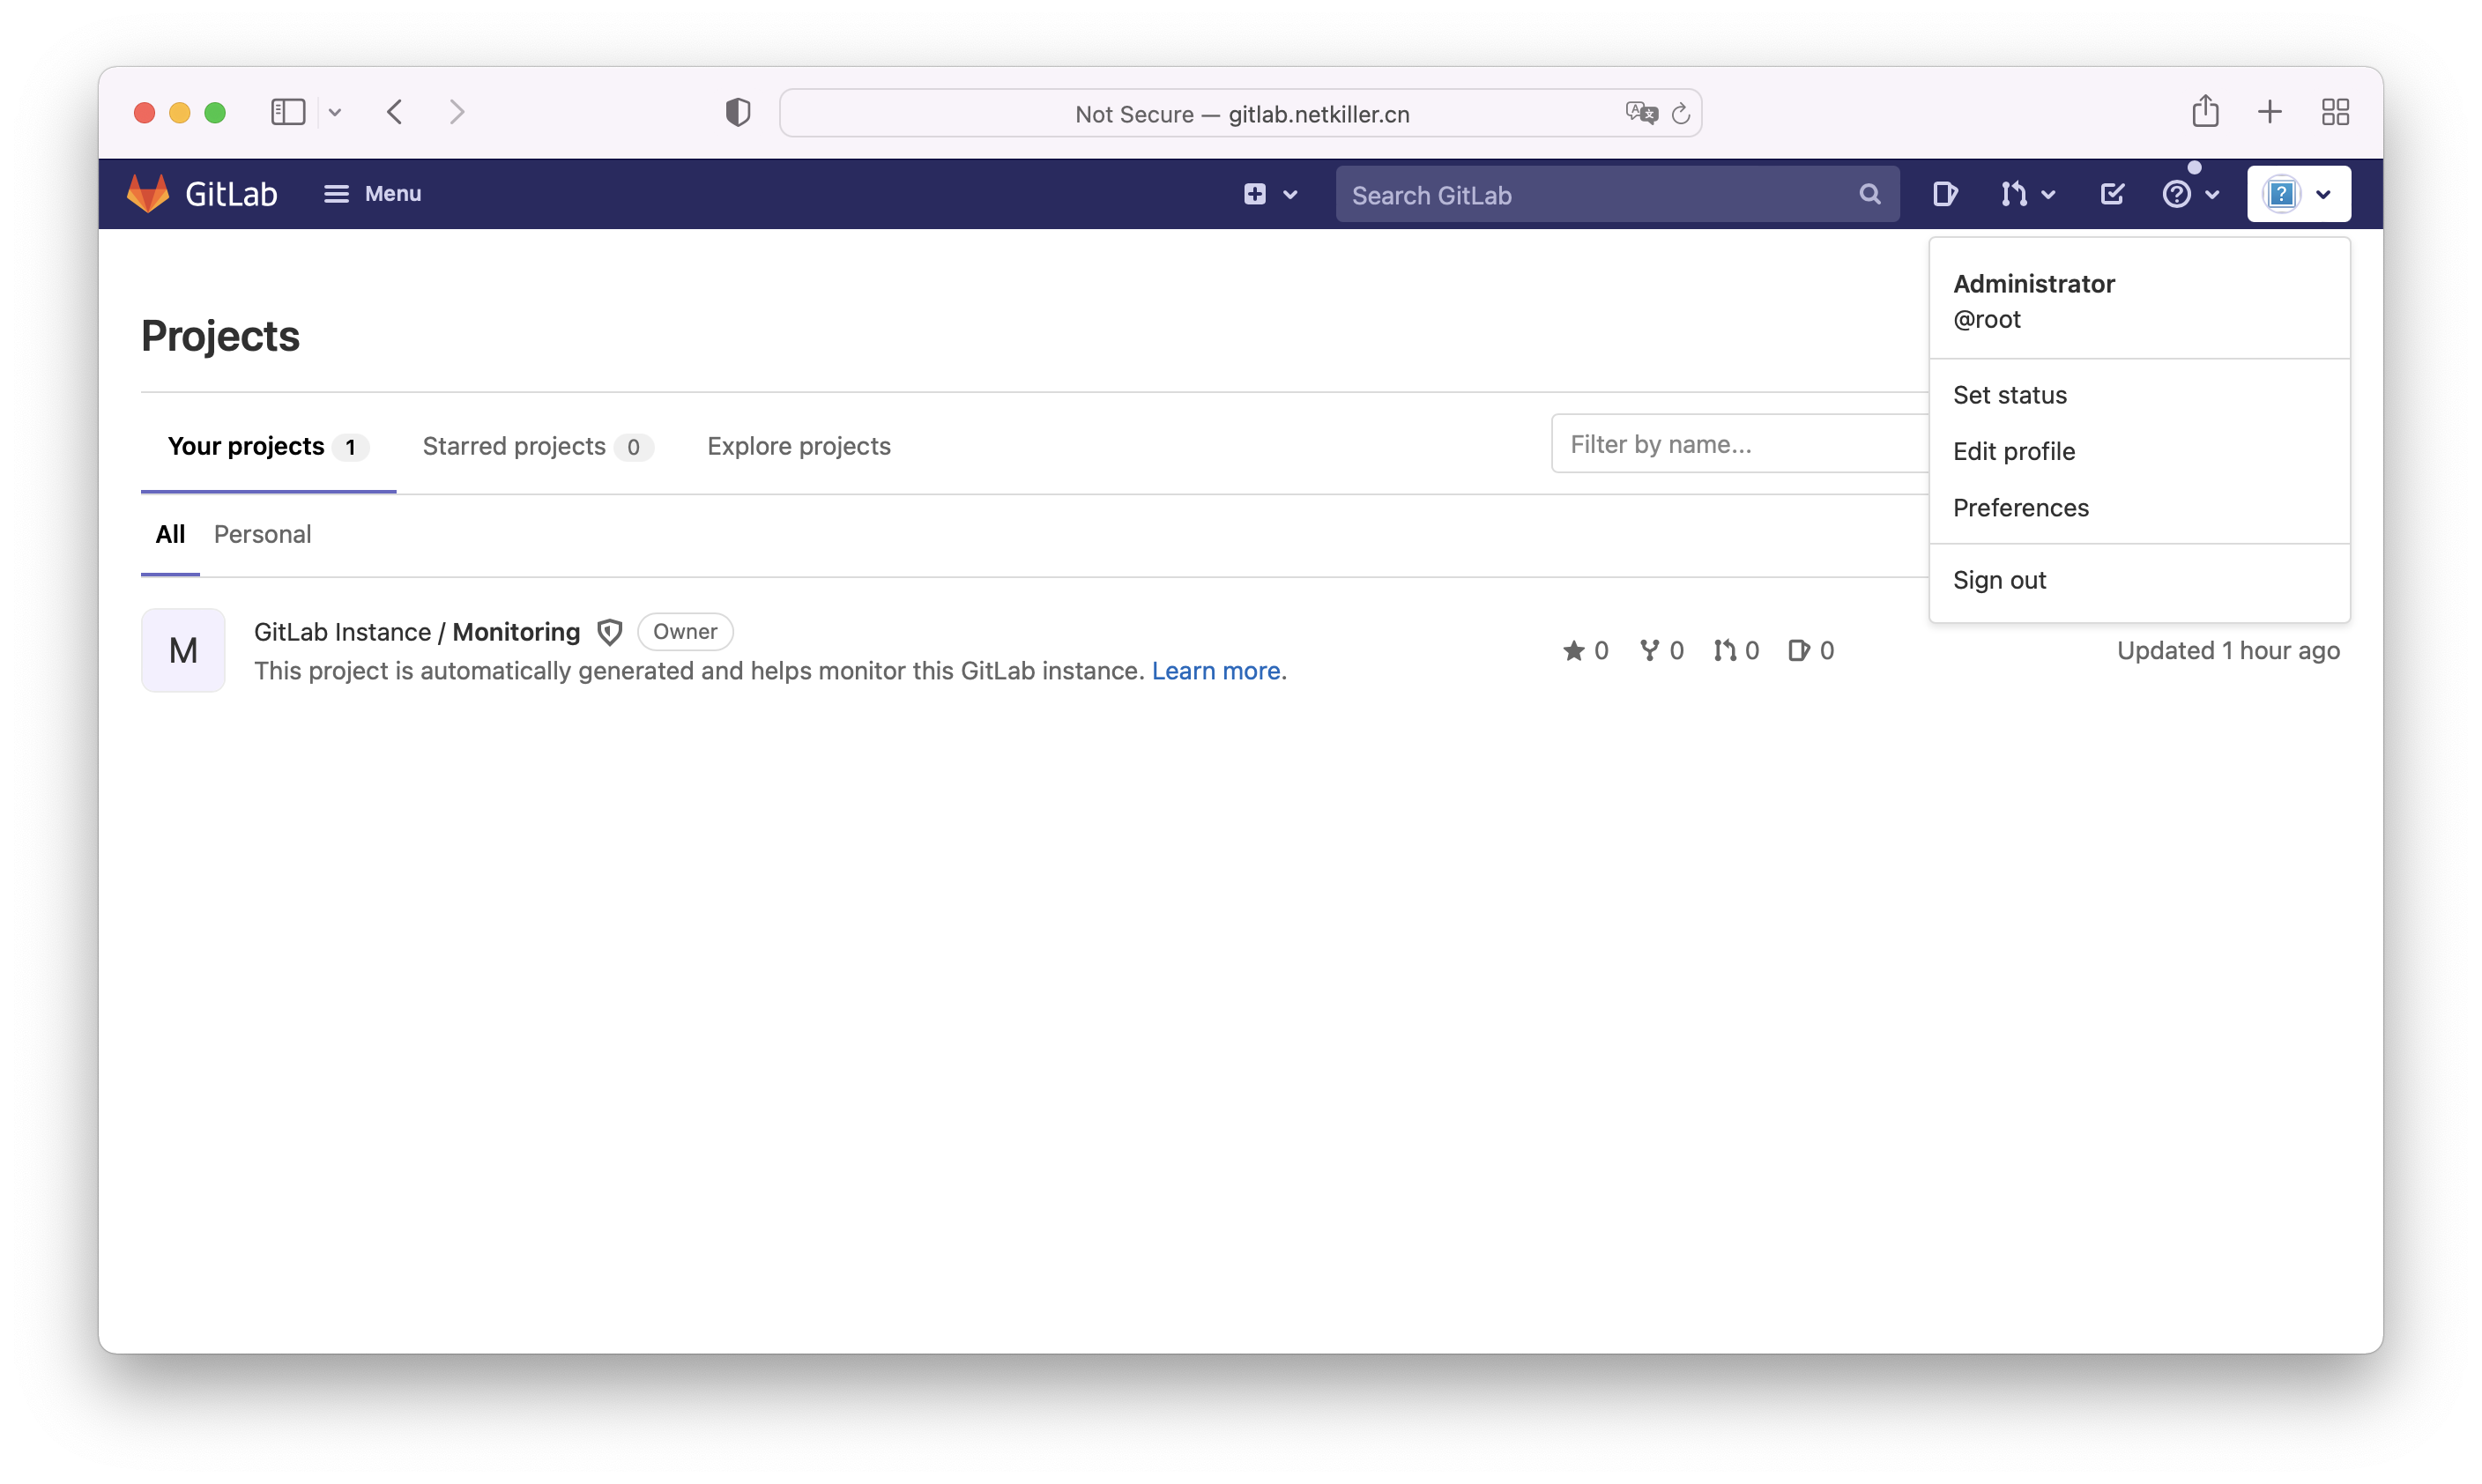 Not Secure — gitlab.netkiller.cn
GitLab Menu Search GitLab
Administrator
@root
Set status
Edit profile
Preferences
Sign out
Projects
Your projects 1 Starred projects 0 Explore projects Filter by name...
All Personal
M
GitLab Instance / Monitoring Owner
This project is automatically generated and helps monitor this GitLab instance. Learn more.
0 0 0 0 Updated 1 hour ago